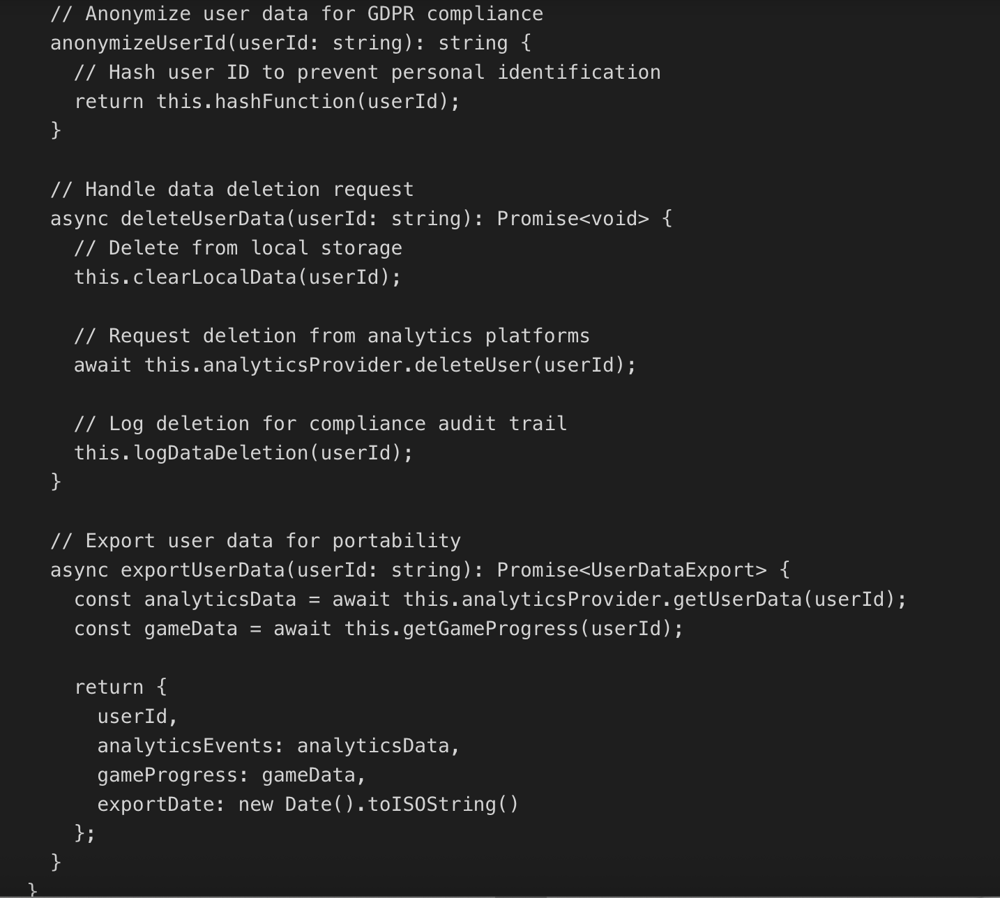 // Anonymize user data for GDPR compliance
anonymizeUserId(userId: string): string {
// Hash user ID to prevent personal identification
return this.hashFunction(userId);
}
// Handle data deletion request
async deleteUserData(userId: string): Promise<void> {
// Delete from local storage
this.clearLocalData(userId);
// Request deletion from analytics platforms
await this.analyticsProvider.deleteUser(userId);
// Log deletion for compliance audit trail
this.logDataDeletion(userId);
}
// Export user data for portability
async exportUserData(userId: string): Promise<UserDataExport> {
const analyticsData = await this.analyticsProvider.getUserData(userId);
const gameData = await this.getGameProgress(userId);
return {
userId,
analyticsEvents: analyticsData,
gameProgress: gameData,
exportDate: new Date().toISOString()
};
}
}